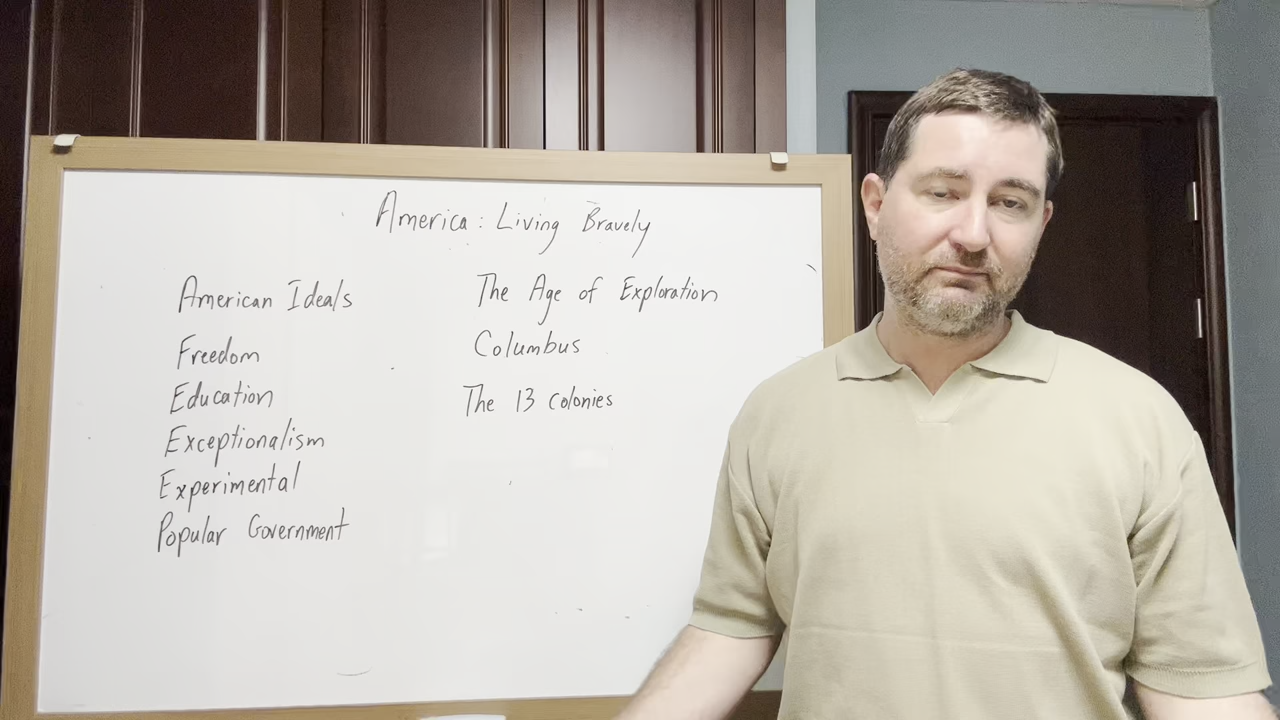 America: Living Bravely
American Ideals
Freedom
Education
Exceptionalism
Experimental
Popular Government
The Age of Exploration
Columbus
The 13 colonies